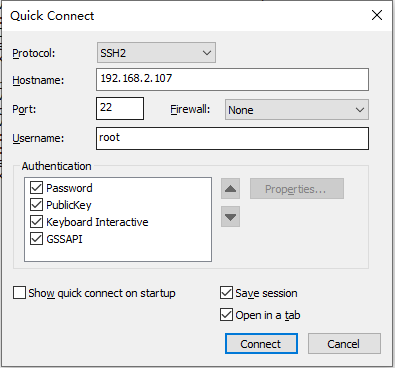 Quick Connect
Protocol: SSH2
Hostname: 192.168.2.107
Port: 22 Firewall: None
Username: root
Authentication
Password
PublicKey
Keyboard Interactive
GSSAPI
Properties...
Show quick connect on startup
Save session
Open in a tab
Connect Cancel